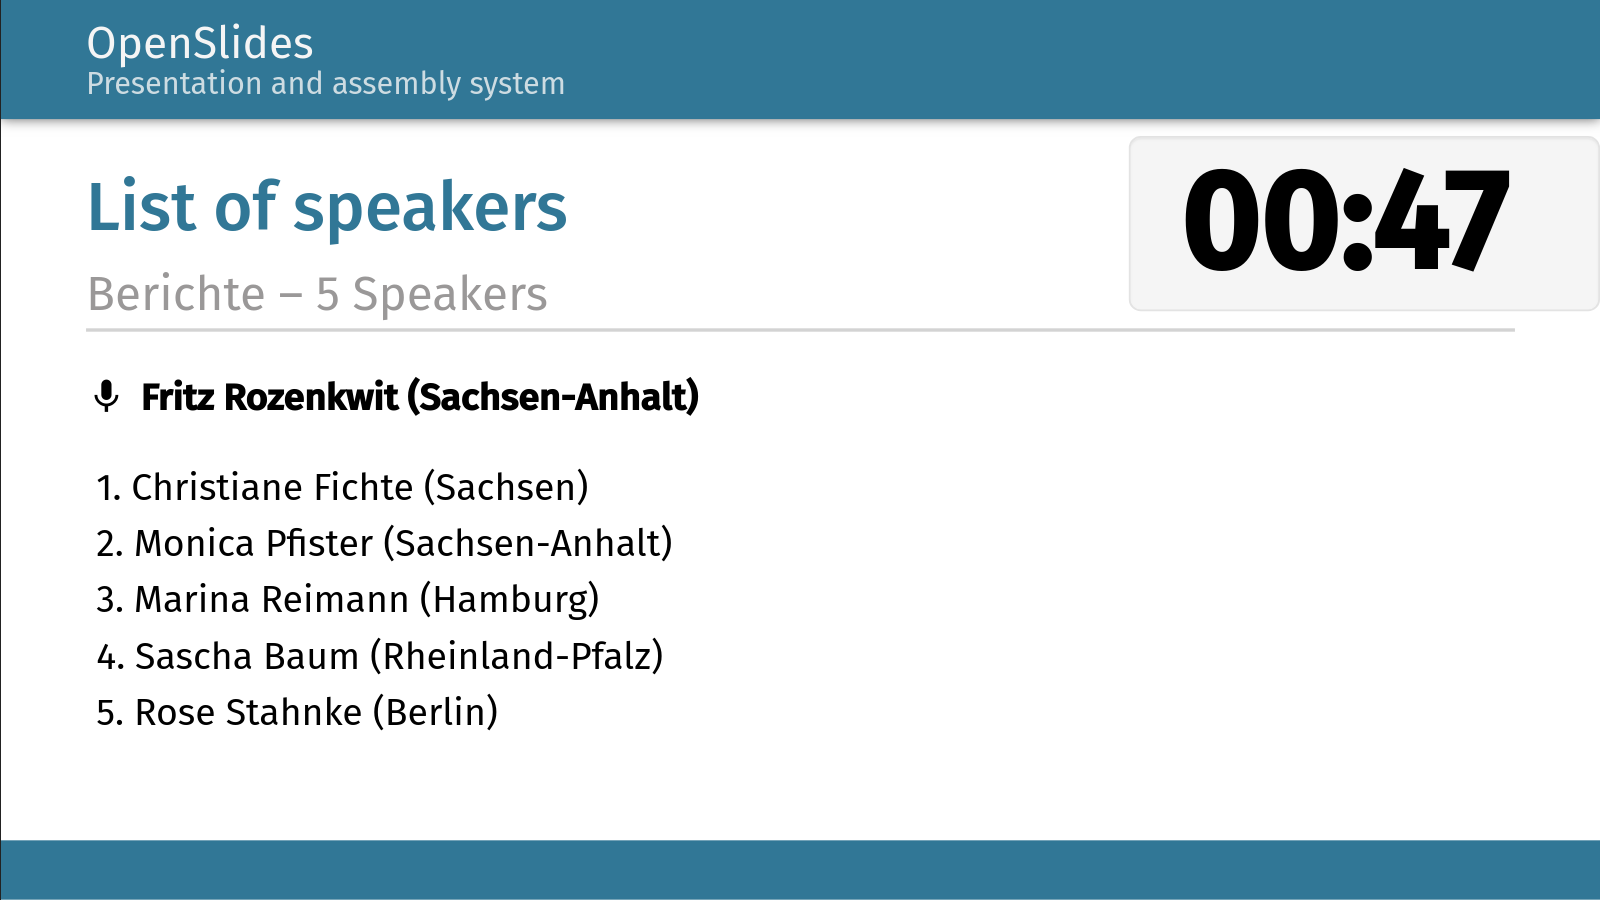 OpenSlides
Presentation and assembly system
List of speakers
00:47
Berichte – 5 Speakers
Fritz Rozenkwit (Sachsen-Anhalt)
1. Christiane Fichte (Sachsen)
2. Monica Pfister (Sachsen-Anhalt)
3. Marina Reimann (Hamburg)
4. Sascha Baum (Rheinland-Pfalz)
5. Rose Stahnke (Berlin)